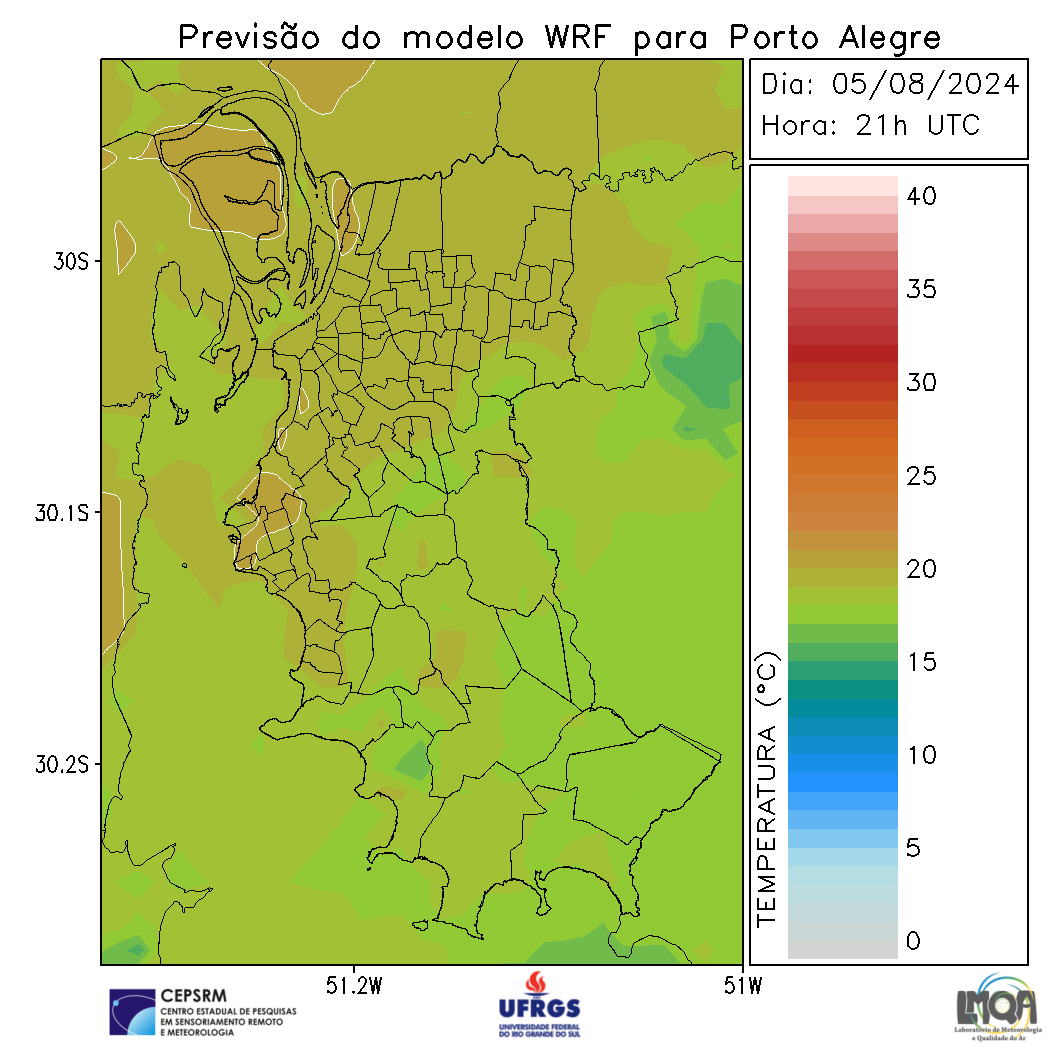 Previsão do modelo WRF para Porto Alegre
Dia: 05/08/2024
Hora: 21h UTC
30S
30.1S
30.2S
51.2W
51W
TEMPERATURA (°C)
40
35
30
25
20
15
10
5
0
CEPSRM
CENTRO ESTADUAL DE PESQUISAS
EM SENSORIAMENTO REMOTO
E METEOROLOGIA
UFRGS
UNIVERSIDADE FEDERAL
DO RIO GRANDE DO SUL
LMQA
Laboratório de Meteorologia
e Qualidade do Ar